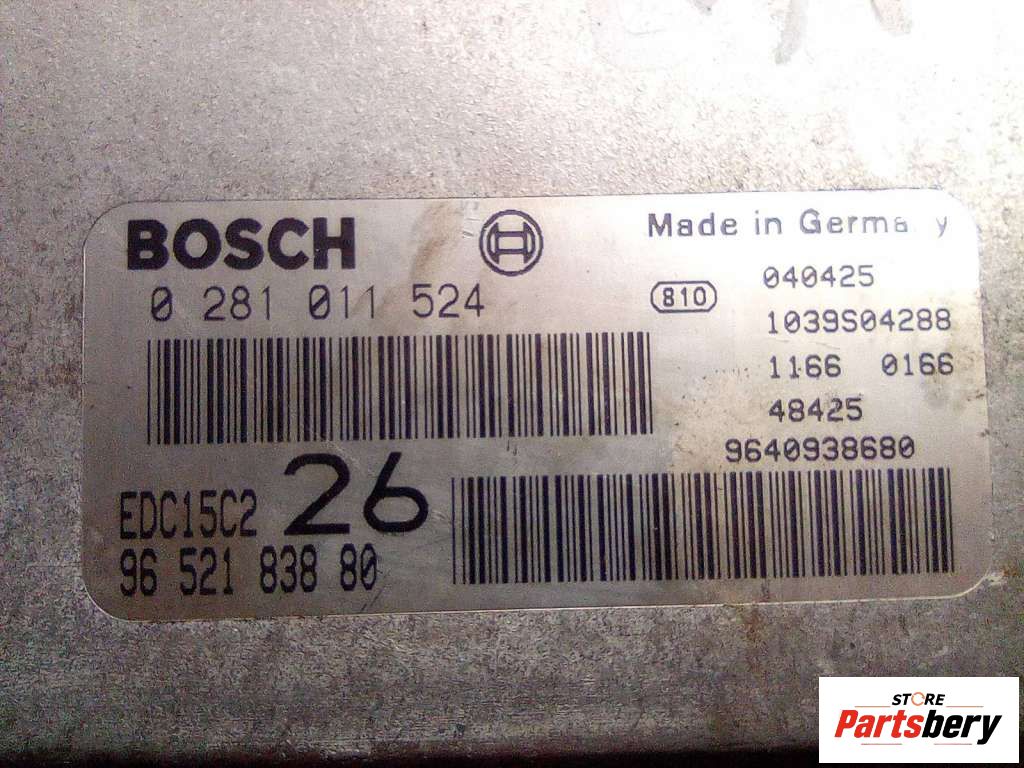 BOSCH
Made in Germa y
0 281 011 524
810
040425
1039S04288
1166 0166
48425
9640938680
EDC15C2 26
96 521 838 80
STORE
Partsbery